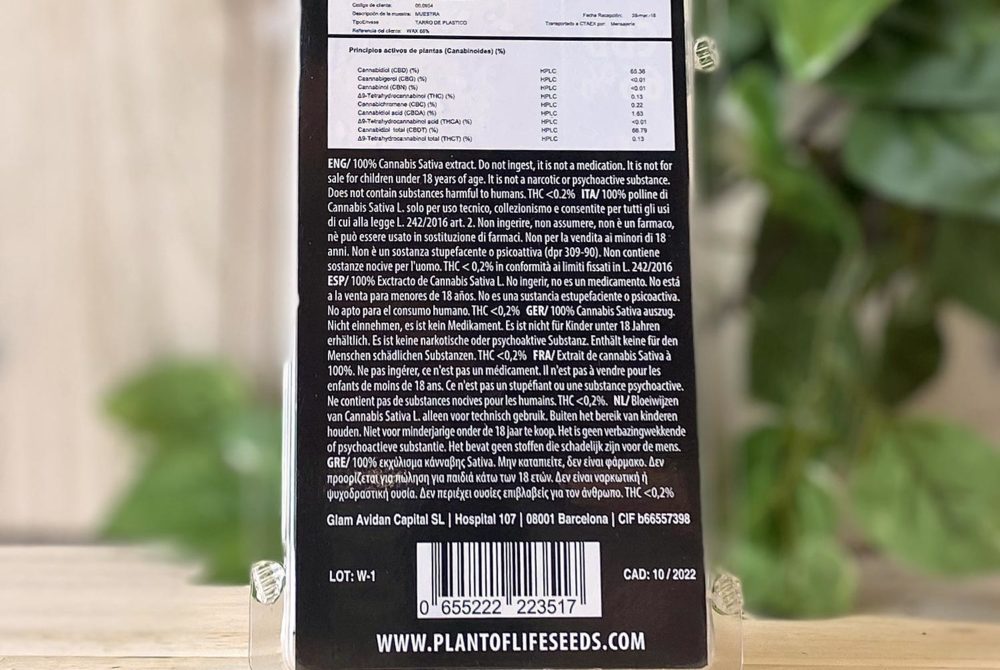 Codigo de cliente: 00,0654
Descripción de la muestra: MUESTRA Fecha Recepción: 28-mar.-18
TipoEnvase TARRO DE PLASTICO Transportado a CTAEX por: Mensajería
Referencia del cliente: WAX 68%
Principios activos de plantas (Canabinoides) (%)
Cannabidiol (CBD) (%) HPLC 65.36
Caannabigerol (CBG) (%) HPLC <0.01
Cannabinol (CBN) (%) HPLC <0.01
Δ9-Tetrahydrocannabinol (THC) (%) HPLC 0.13
Cannabichromene (CBC) (%) HPLC 0.22
Cannabidiol acid (CBDA) (%) HPLC 1.63
Δ9-Tetrahydrocannabinol acid (THCA) (%) HPLC <0.01
Cannabidiol total (CBDT) (%) HPLC 66.79
Δ9-Tetrahydrocannabinol total (THCT) (%) HPLC 0.13
ENG/ 100% Cannabis Sativa extract. Do not ingest, it is not a medication. It is not for
sale for children under 18 years of age. It is not a narcotic or psychoactive substance.
Does not contain substances harmful to humans. THC <0.2% ITA/ 100% polline di
Cannabis Sativa L. solo per uso tecnico, collezionismo e consentite per tutti gli usi
di cui alla legge L. 242/2016 art. 2. Non ingerire, non assumere, non è un farmaco,
nè può essere usato in sostituzione di farmaci. Non per la vendita ai minori di 18
anni. Non è un sostanza stupefacente o psicoattiva (dpr 309-90). Non contiene
sostanze nocive per l'uomo. THC < 0,2% in conformità ai limiti fissati in L. 242/2016
ESP/ 100% Exctracto de Cannabis Sativa L. No ingerir, no es un medicamento. No está
a la venta para menores de 18 años. No es una sustancia estupefaciente o psicoactiva.
No apto para el consumo humano. THC <0,2% GER/ 100% Cannabis Sativa auszug.
Nicht einnehmen, es ist kein Medikament. Es ist nicht für Kinder unter 18 Jahren
erhältlich. Es ist keine narkotische oder psychoaktive Substanz. Enthält keine für den
Menschen schädlichen Substanzen. THC <0,2% FRA/ Extrait de cannabis Sativa à
100%. Ne pas ingérer, ce n'est pas un médicament. Il n'est pas à vendre pour les
enfants de moins de 18 ans. Ce n'est pas un stupéfiant ou une substance psychoactive.
Ne contient pas de substances nocives pour les humains. THC <0,2%. NL/ Bloeiwijzen
van Cannabis Sativa L. alleen voor technisch gebruik. Buiten het bereik van kinderen
houden. Niet voor minderjarige onder de 18 jaar te koop. Het is geen verbazingwekkende
of psychoactieve substantie. Het bevat geen stoffen die schadelijk zijn voor de mens.
GRE/ 100% εκχύλισμα κάνναβης Sativa. Μην καταπιείτε, δεν είναι φάρμακο. Δεν
προορίζεται για πώληση για παιδιά κάτω των 18 ετών. Δεν είναι ναρκωτική ή
ψυχοδραστική ουσία. Δεν περιέχει ουσίες επιβλαβείς για τον άνθρωπο. THC <0,2%
Glam Avidan Capital SL | Hospital 107 | 08001 Barcelona | CIF b66557398
LOT: W-1 CAD: 10 / 2022
0 655222 223517
WWW.PLANTOFLIFESEEDS.COM